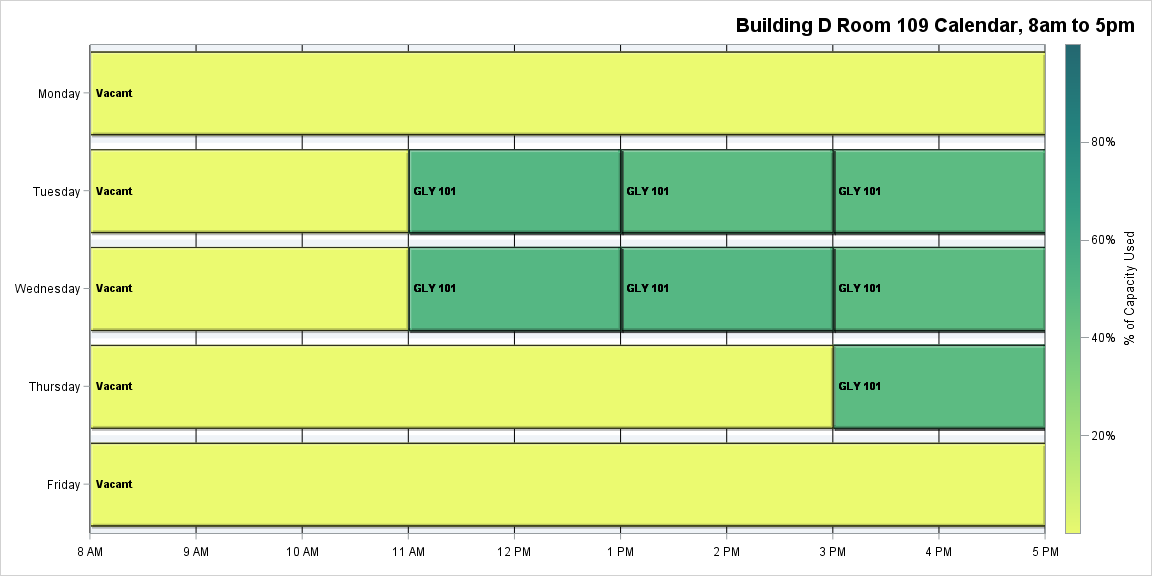 Building D Room 109 Calendar, 8am to 5pm
Monday
Vacant
Tuesday
Vacant
GLY 101
GLY 101
GLY 101
Wednesday
Vacant
GLY 101
GLY 101
GLY 101
Thursday
Vacant
GLY 101
Friday
Vacant
8 AM
9 AM
10 AM
11 AM
12 PM
1 PM
2 PM
3 PM
4 PM
5 PM
80%
60%
40%
20%
% of Capacity Used